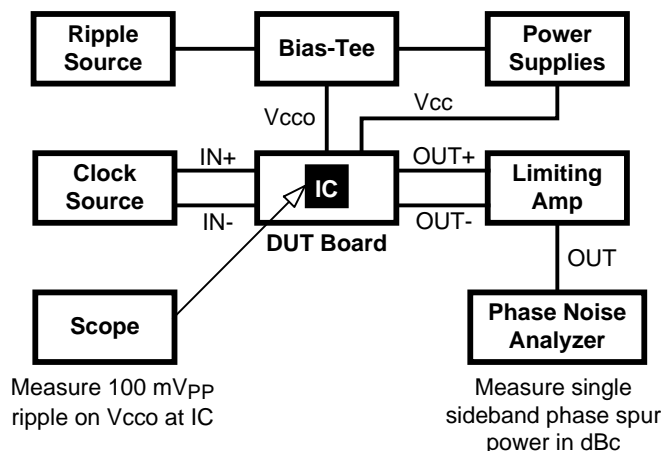 Ripple
Source
Bias-Tee
Power
Supplies
Vcco
Vcc
Clock
Source
IN+
IN-
IC
DUT Board
OUT+
OUT-
Limiting
Amp
OUT
Scope
Phase Noise
Analyzer
Measure 100 mVPP
ripple on Vcco at IC
Measure single
sideband phase spur
power in dBc